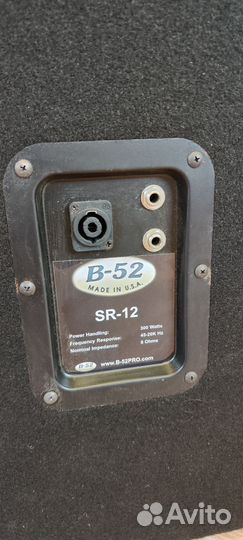 B-52
MADE IN U.S.A.
SR-12
Power Handling: 300 Watts
Frequency Response: 45-20K Hz
Nominal Impedance: 8 Ohms
B-52 www.B-52PRO.com
Avito